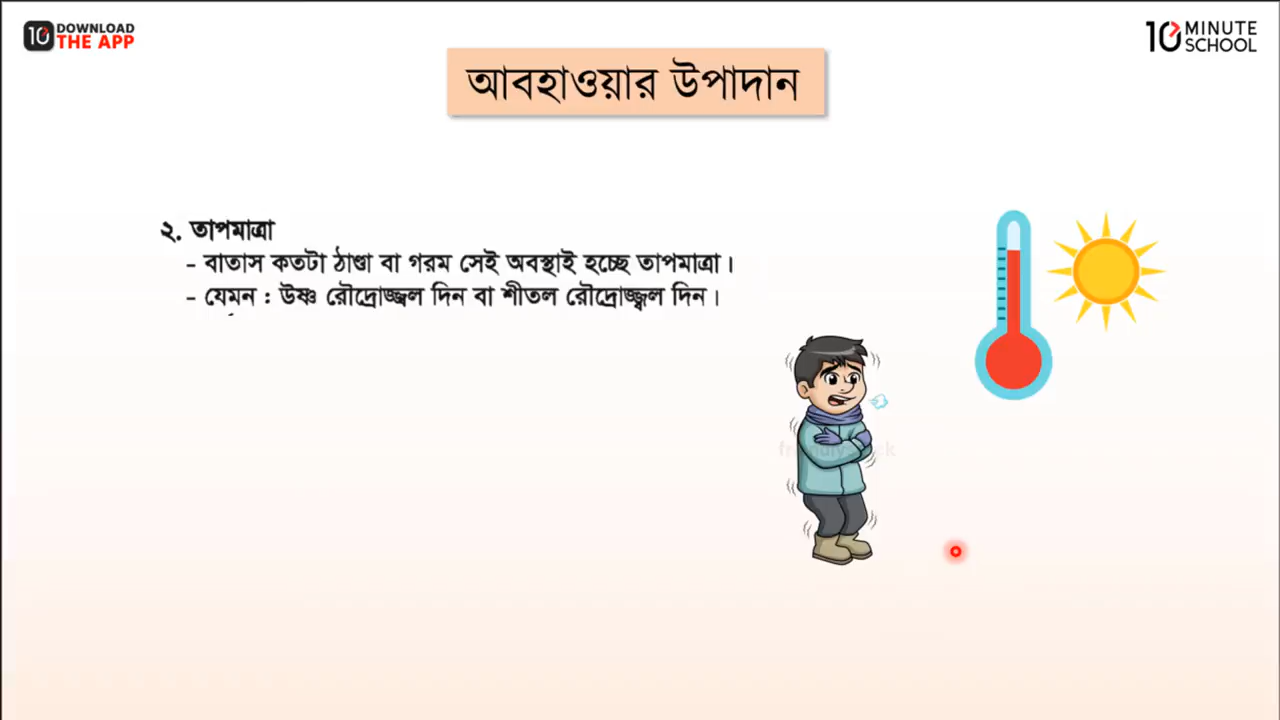 10 DOWNLOAD
THE APP
10 MINUTE
SCHOOL
আবহাওয়ার উপাদান
২. তাপমাত্রা
- বাতাস কতটা ঠাণ্ডা বা গরম সেই অবস্থাই হচ্ছে তাপমাত্রা।
- যেমন : উষ্ণ রৌদ্রোজ্জ্বল দিন বা শীতল রৌদ্রোজ্জ্বল দিন।